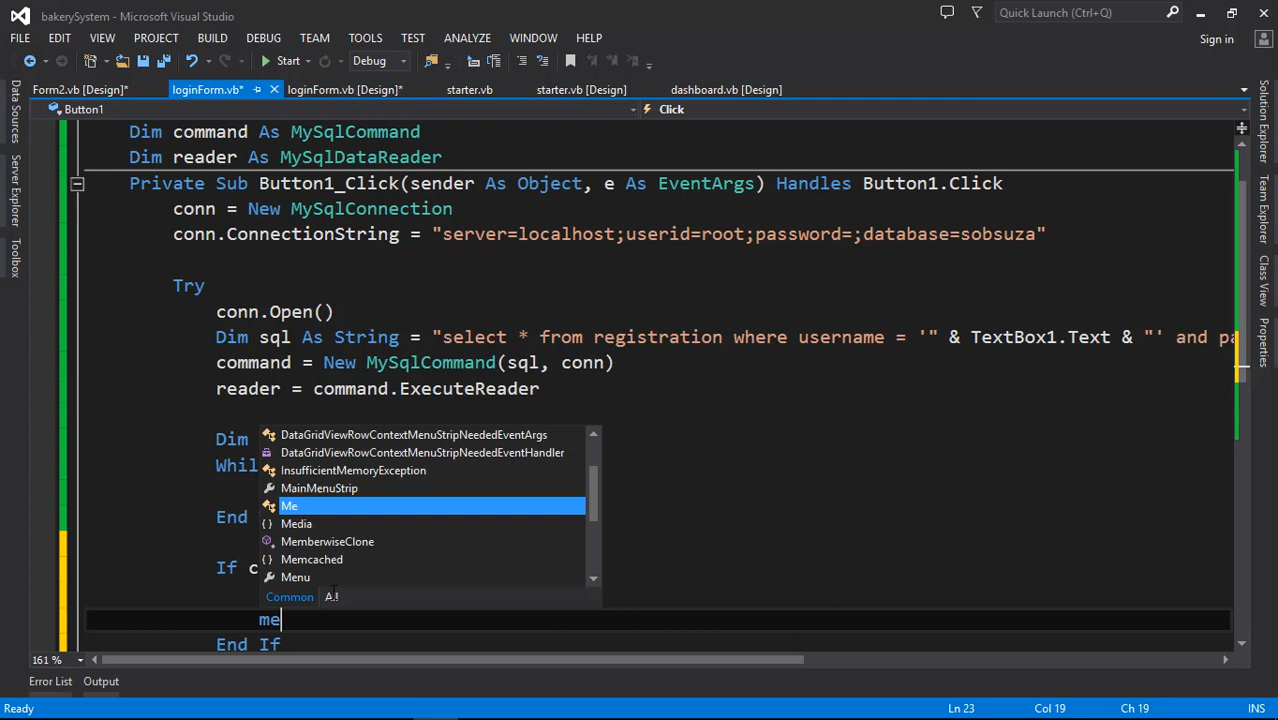 bakerySystem - Microsoft Visual Studio
Quick Launch (Ctrl+Q)
FILE EDIT VIEW PROJECT BUILD DEBUG TEAM TOOLS TEST ANALYZE WINDOW HELP
Sign in
Start Debug
Form2.vb [Design]* loginForm.vb* loginForm.vb [Design]* starter.vb starter.vb [Design] dashboard.vb [Design]
Button1 Click
Data Sources
Server Explorer
Toolbox
Solution Explorer
Team Explorer
Class View
Properties
Dim command As MySqlCommand
Dim reader As MySqlDataReader
Private Sub Button1_Click(sender As Object, e As EventArgs) Handles Button1.Click
conn = New MySqlConnection
conn.ConnectionString = "server=localhost;userid=root;password=;database=sobsuza"
Try
conn.Open()
Dim sql As String = "select * from registration where username = '" & TextBox1.Text & "' and pa
command = New MySqlCommand(sql, conn)
reader = command.ExecuteReader
Dim
Whil
End
If c
DataGridViewRowContextMenuStripNeededEventArgs
DataGridViewRowContextMenuStripNeededEventHandler
InsufficientMemoryException
MainMenuStrip
Me
Media
MemberwiseClone
Memcached
Menu
Common
me
End If
161 %
Error List Output
Ready Ln 23 Col 19 Ch 19 INS